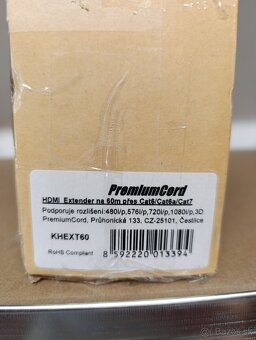 PremiumCord
HDMI Extender na 60m přes Cat6/Cat6a/Cat7
Podporuje rozlišení:480i/p,576i/p,720i/p,1080i/p,3D
PremiumCord, Průhonická 133, CZ-25101, Čestlice
KHEXT60
RoHS Compliant
8 592220 013394